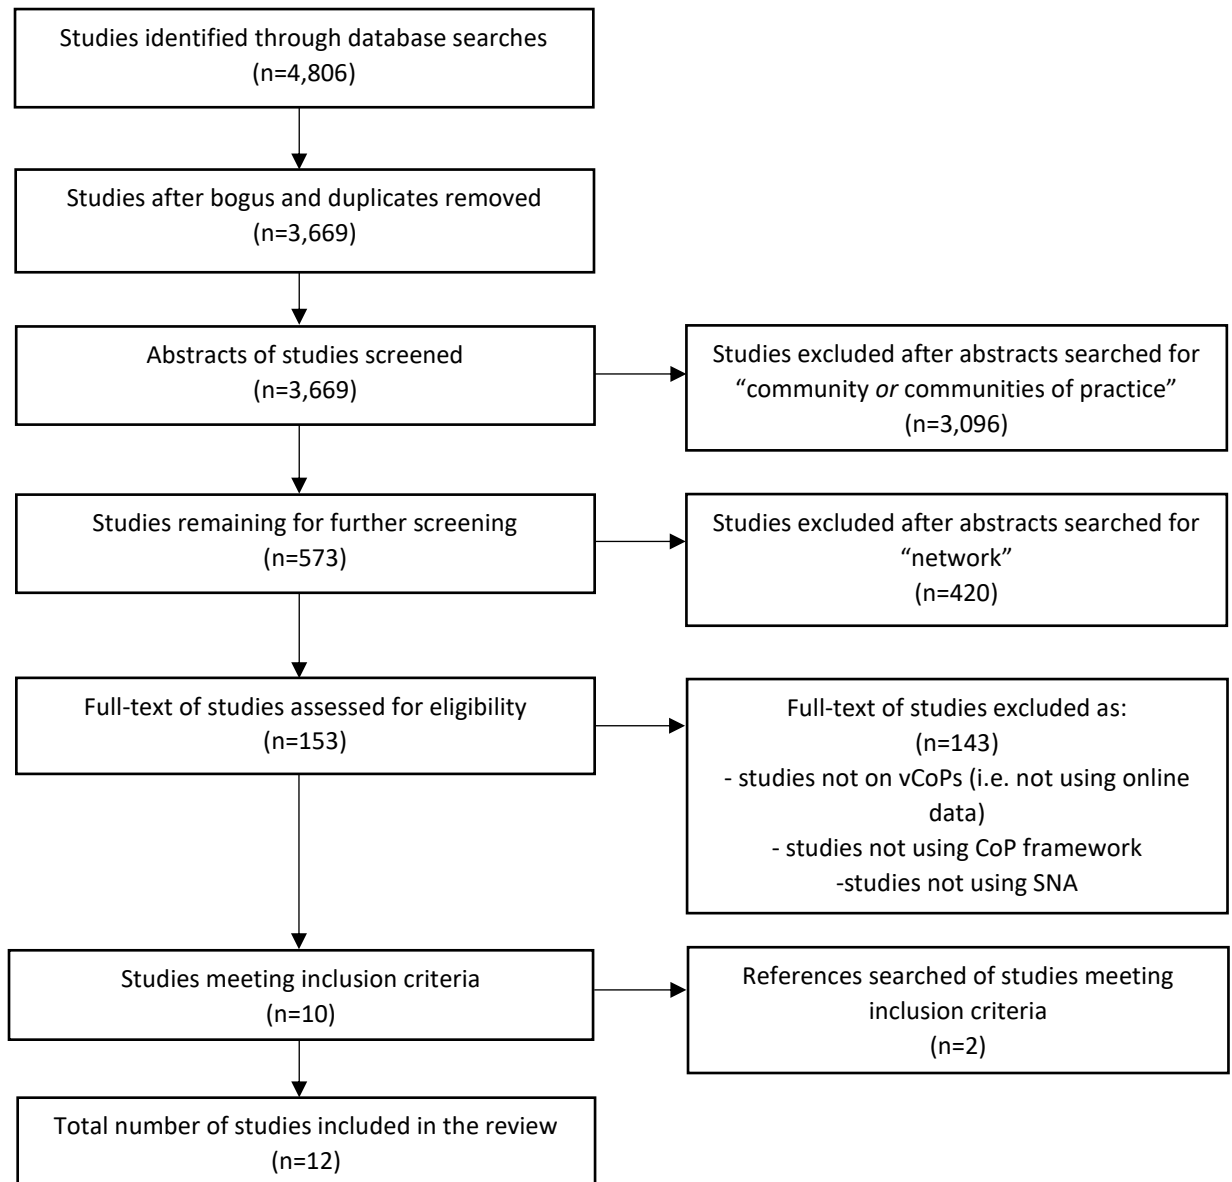 Studies identified through database searches
(n=4,806)
Studies after bogus and duplicates removed
(n=3,669)
Abstracts of studies screened
(n=3,669)
Studies excluded after abstracts searched for
“community or communities of practice”
(n=3,096)
Studies remaining for further screening
(n=573)
Studies excluded after abstracts searched for
“network”
(n=420)
Full-text of studies assessed for eligibility
(n=153)
Full-text of studies excluded as:
(n=143)
- studies not on vCoPs (i.e. not using online
data)
- studies not using CoP framework
-studies not using SNA
Studies meeting inclusion criteria
(n=10)
References searched of studies meeting
inclusion criteria
(n=2)
Total number of studies included in the review
(n=12)